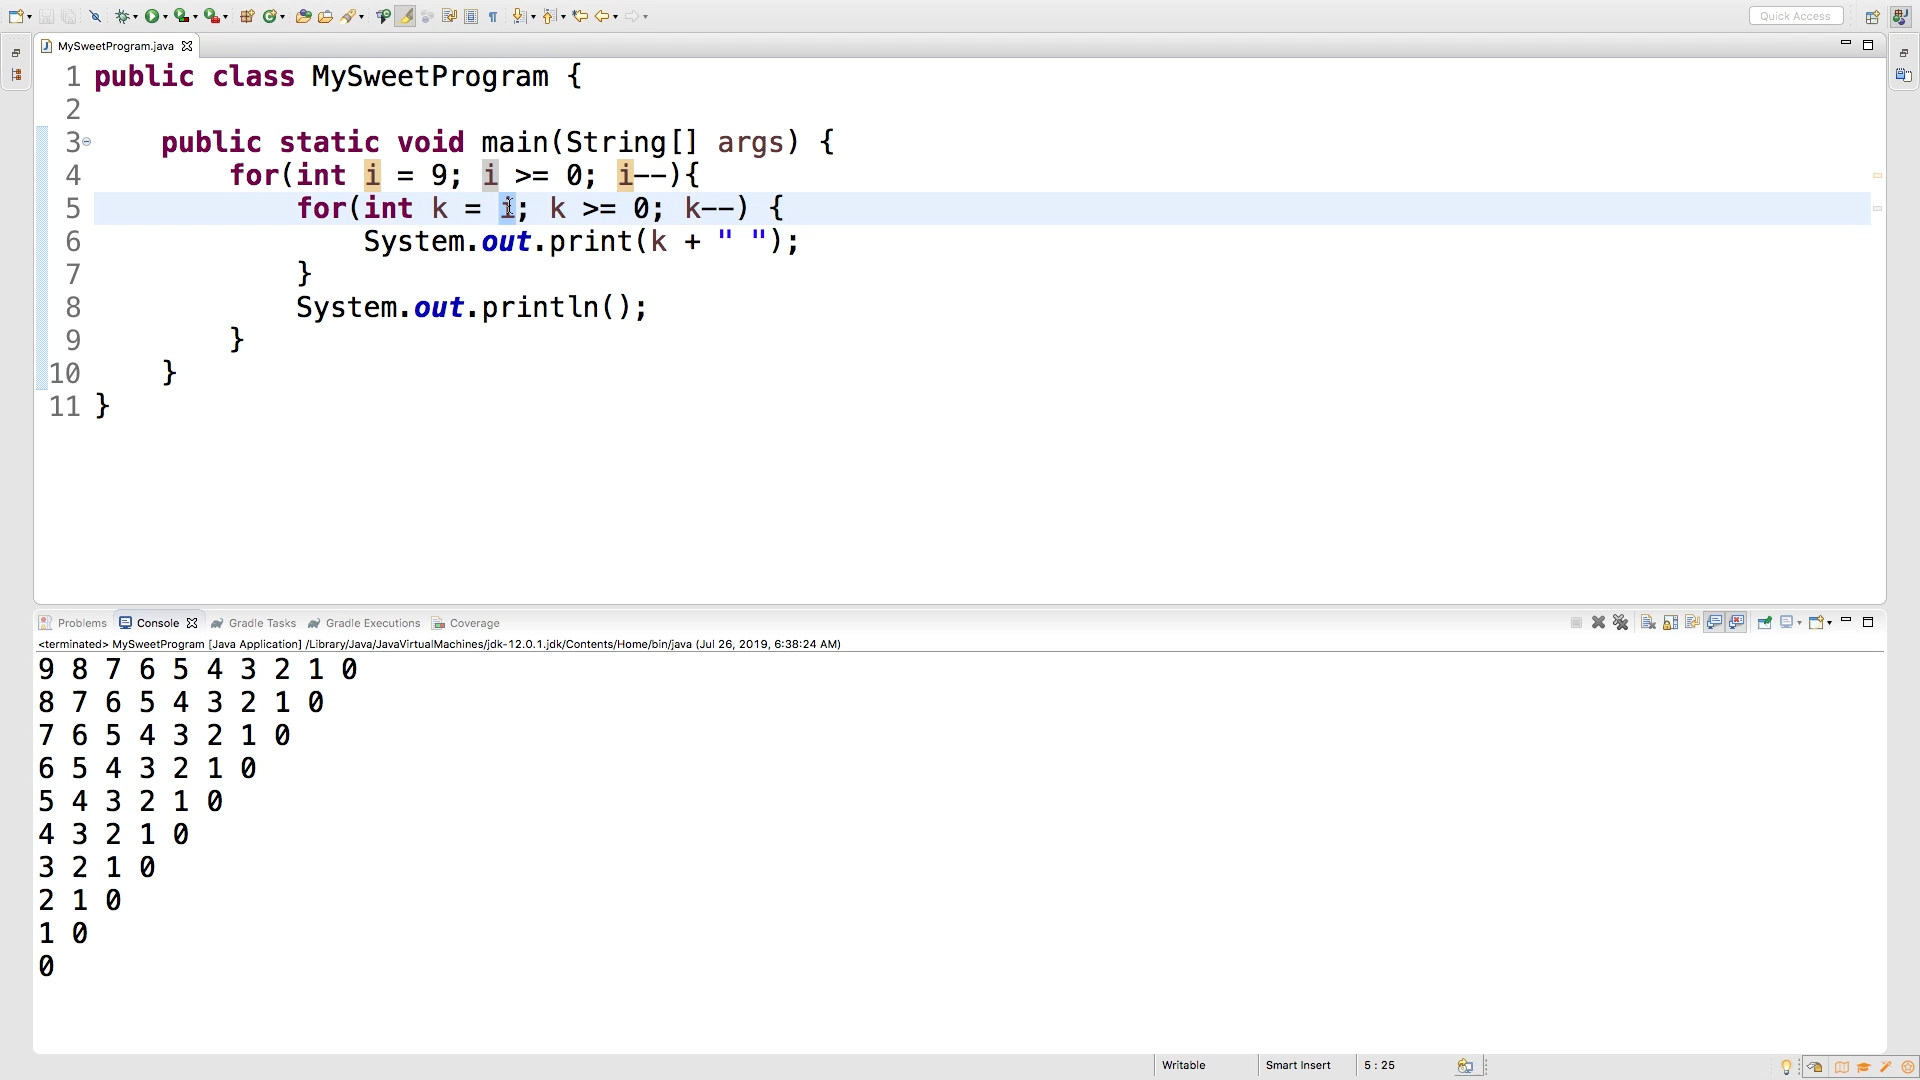 Quick Access
MySweetProgram.java
1 public class MySweetProgram {
2
3     public static void main(String[] args) {
4         for(int i = 9; i >= 0; i--){
5             for(int k = i; k >= 0; k--) {
6                 System.out.print(k + " ");
7             }
8             System.out.println();
9         }
10     }
11 }
Problems Console Gradle Tasks Gradle Executions Coverage
<terminated> MySweetProgram [Java Application] /Library/Java/JavaVirtualMachines/jdk-12.0.1.jdk/Contents/Home/bin/java (Jul 26, 2019, 6:38:24 AM)
9 8 7 6 5 4 3 2 1 0
8 7 6 5 4 3 2 1 0
7 6 5 4 3 2 1 0
6 5 4 3 2 1 0
5 4 3 2 1 0
4 3 2 1 0
3 2 1 0
2 1 0
1 0
0
Writable Smart Insert 5 : 25